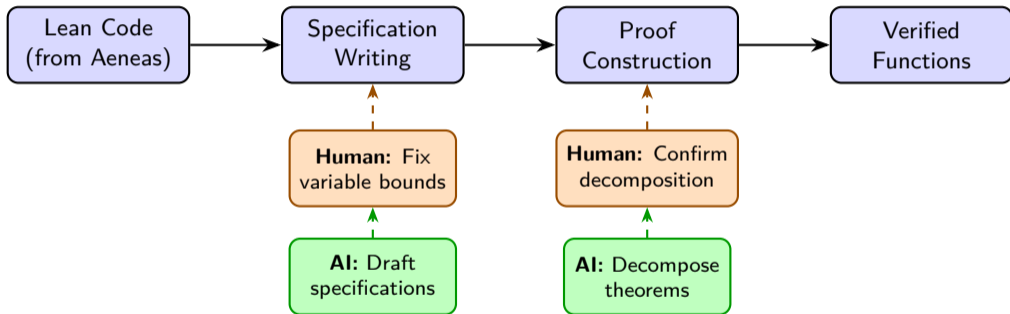 Lean Code
(from Aeneas)
Specification
Writing
Proof
Construction
Verified
Functions
Human: Fix
variable bounds
Human: Confirm
decomposition
AI: Draft
specifications
AI: Decompose
theorems